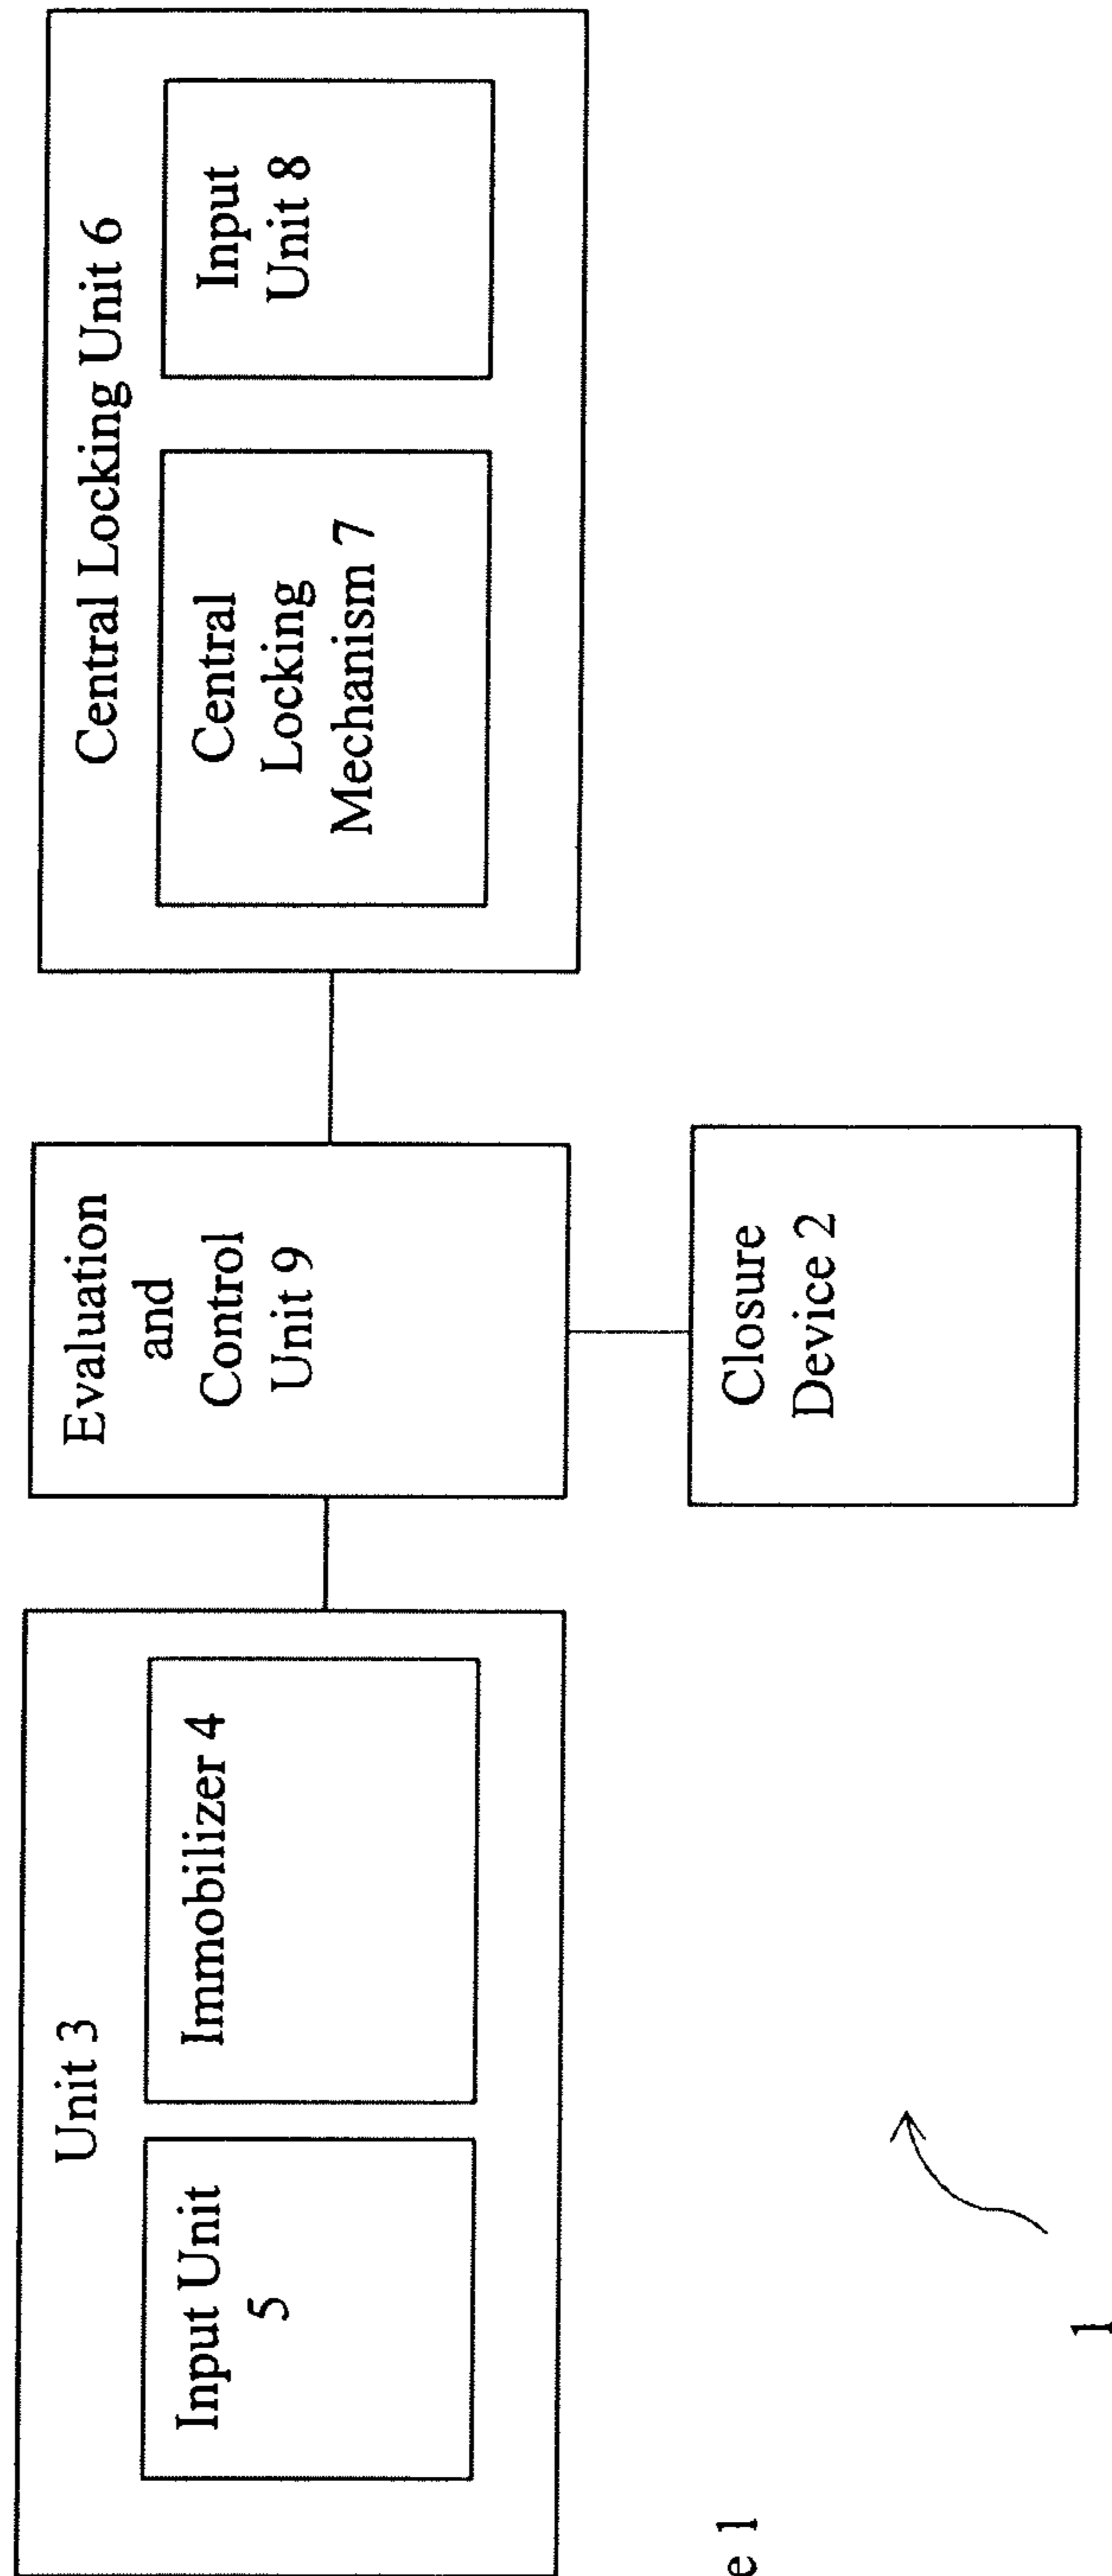 Unit 3
Input Unit
5
Immobilizer 4
Evaluation
and
Control
Unit 9
Closure
Device 2
Central Locking Unit 6
Central
Locking
Mechanism 7
Input
Unit 8
e 1
1